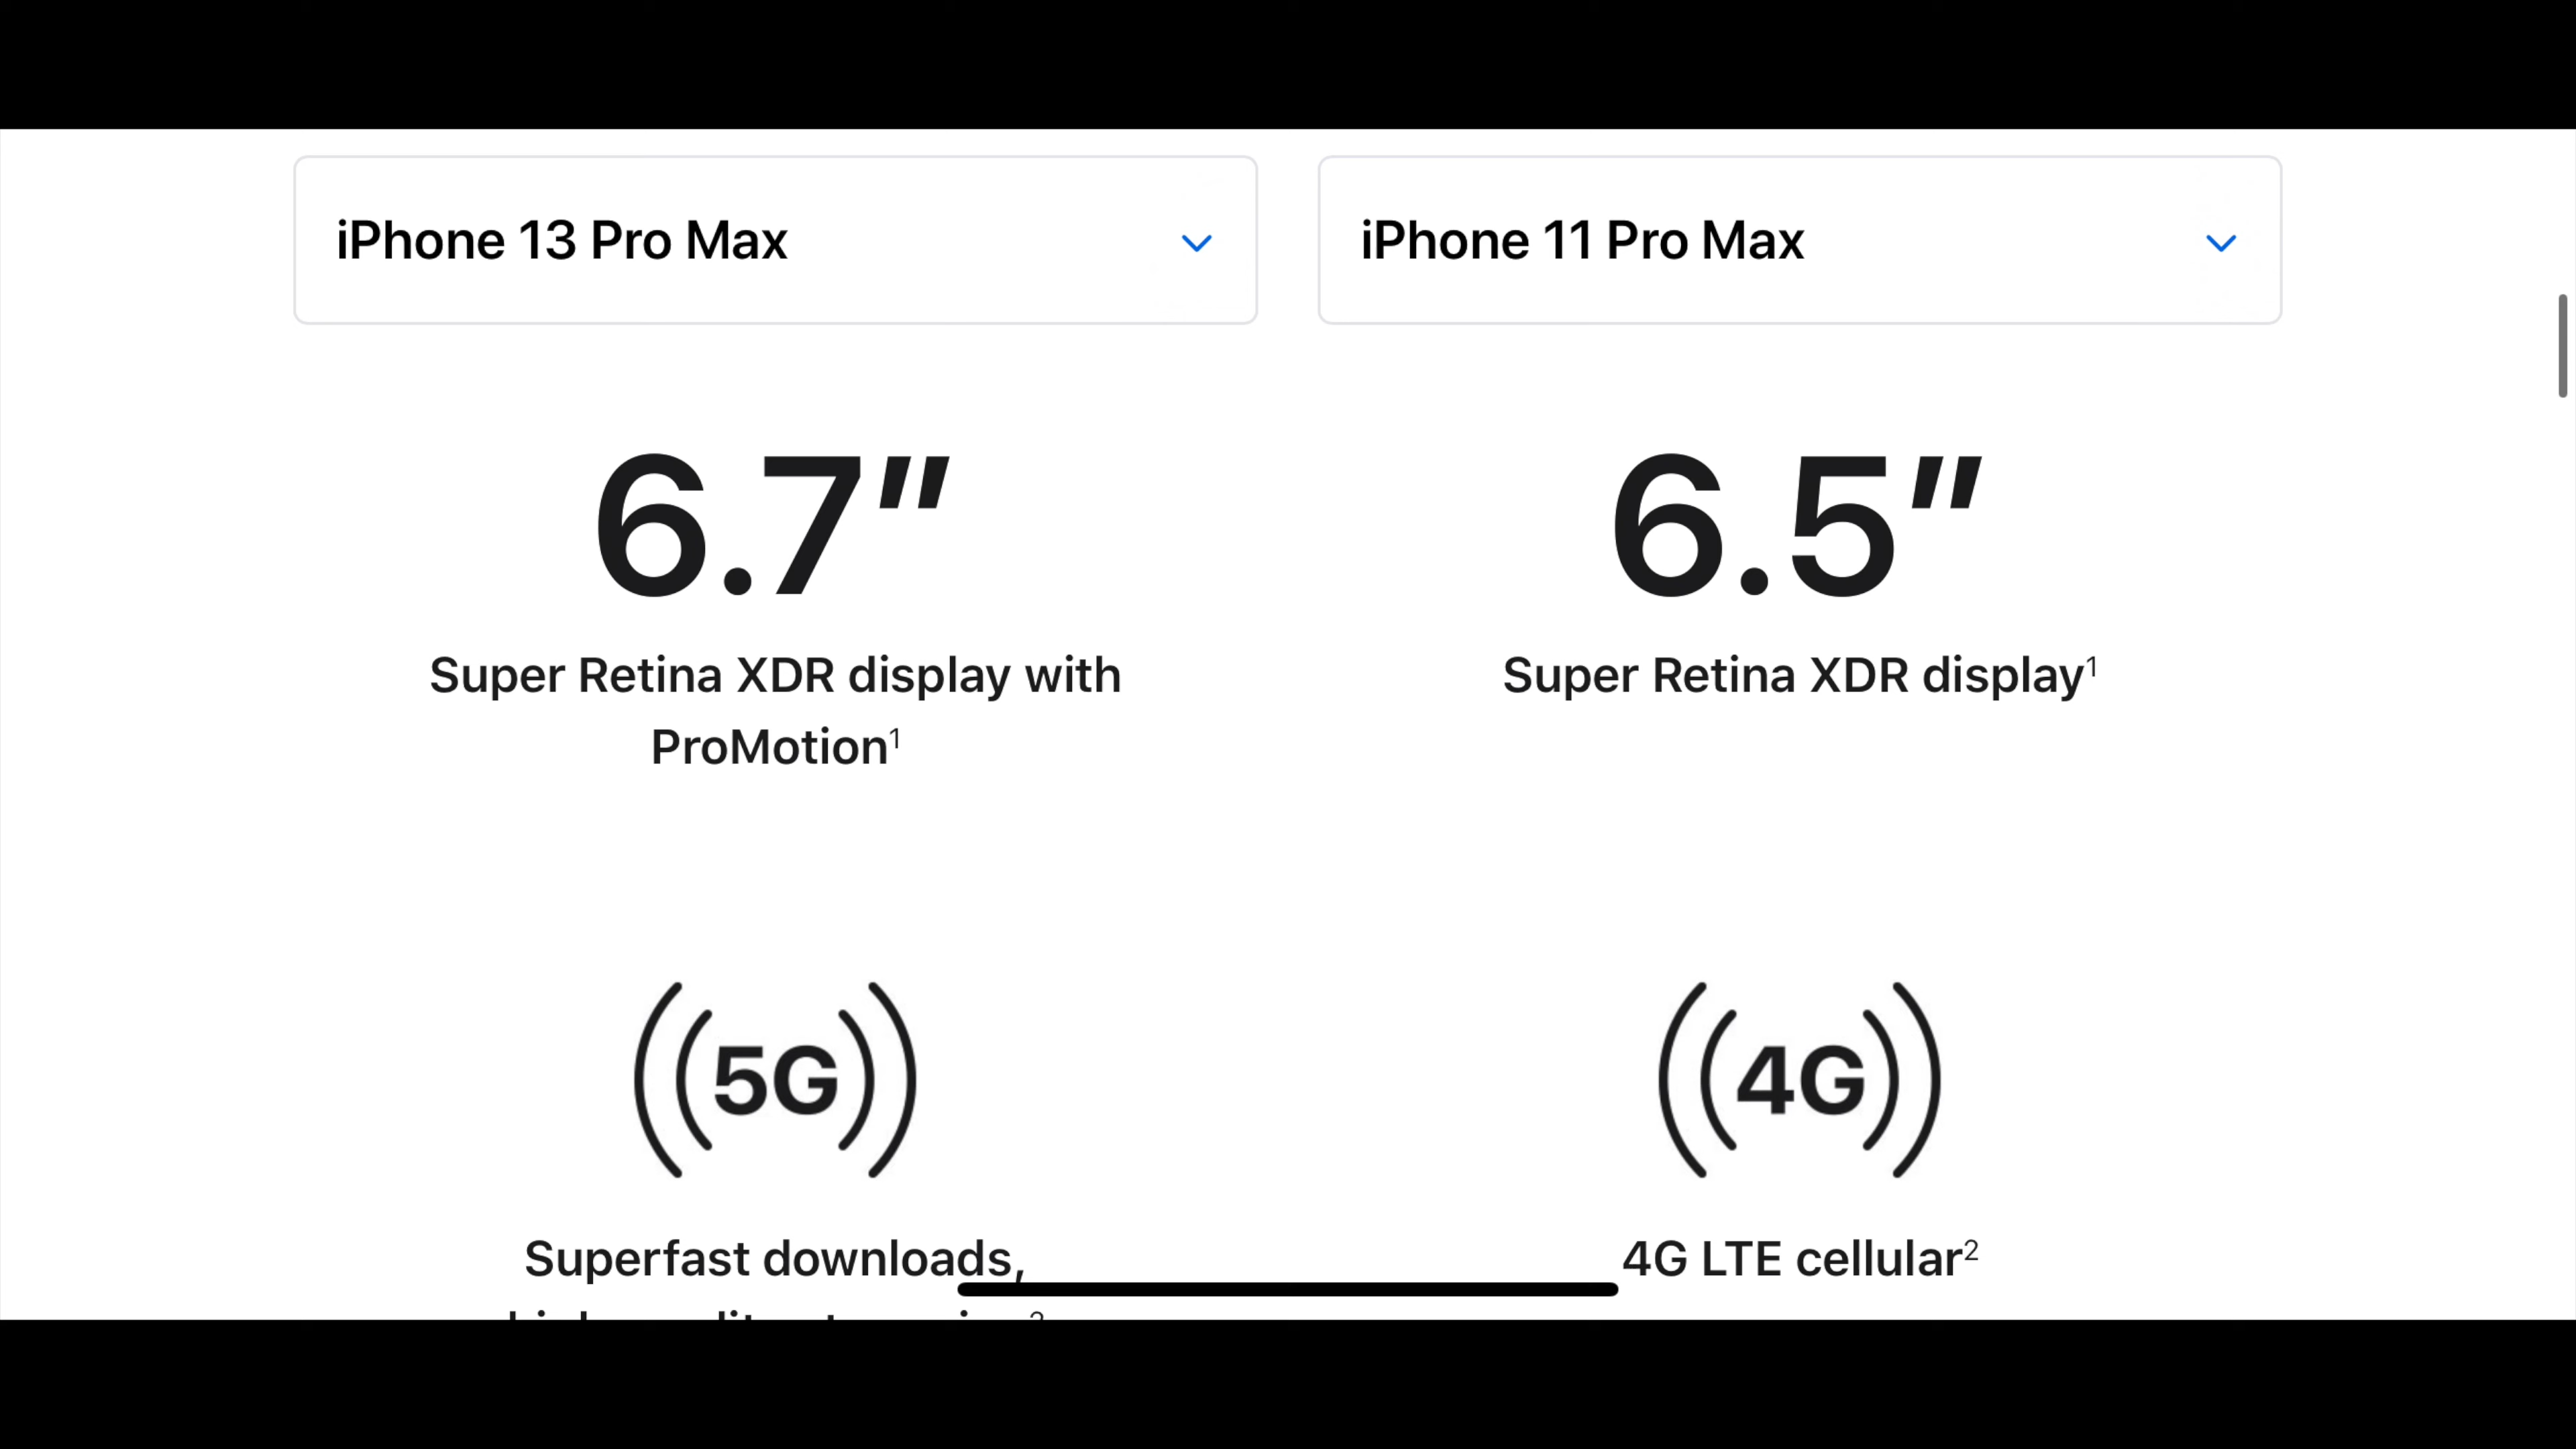 iPhone 13 Pro Max
iPhone 11 Pro Max
6.7″
6.5″
Super Retina XDR display with
ProMotion¹
Super Retina XDR display¹
5G
4G
Superfast downloads,
4G LTE cellular²